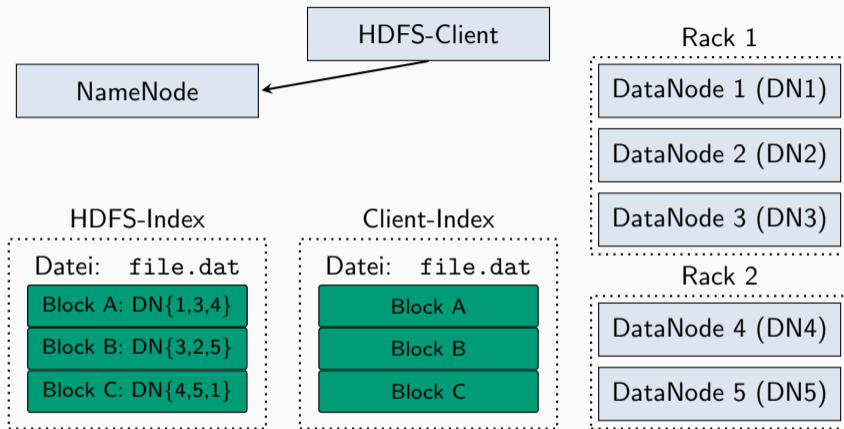 HDFS-Client
NameNode
HDFS-Index
Datei: file.dat
Block A: DN{1,3,4}
Block B: DN{3,2,5}
Block C: DN{4,5,1}
Client-Index
Datei: file.dat
Block A
Block B
Block C
Rack 1
DataNode 1 (DN1)
DataNode 2 (DN2)
DataNode 3 (DN3)
Rack 2
DataNode 4 (DN4)
DataNode 5 (DN5)